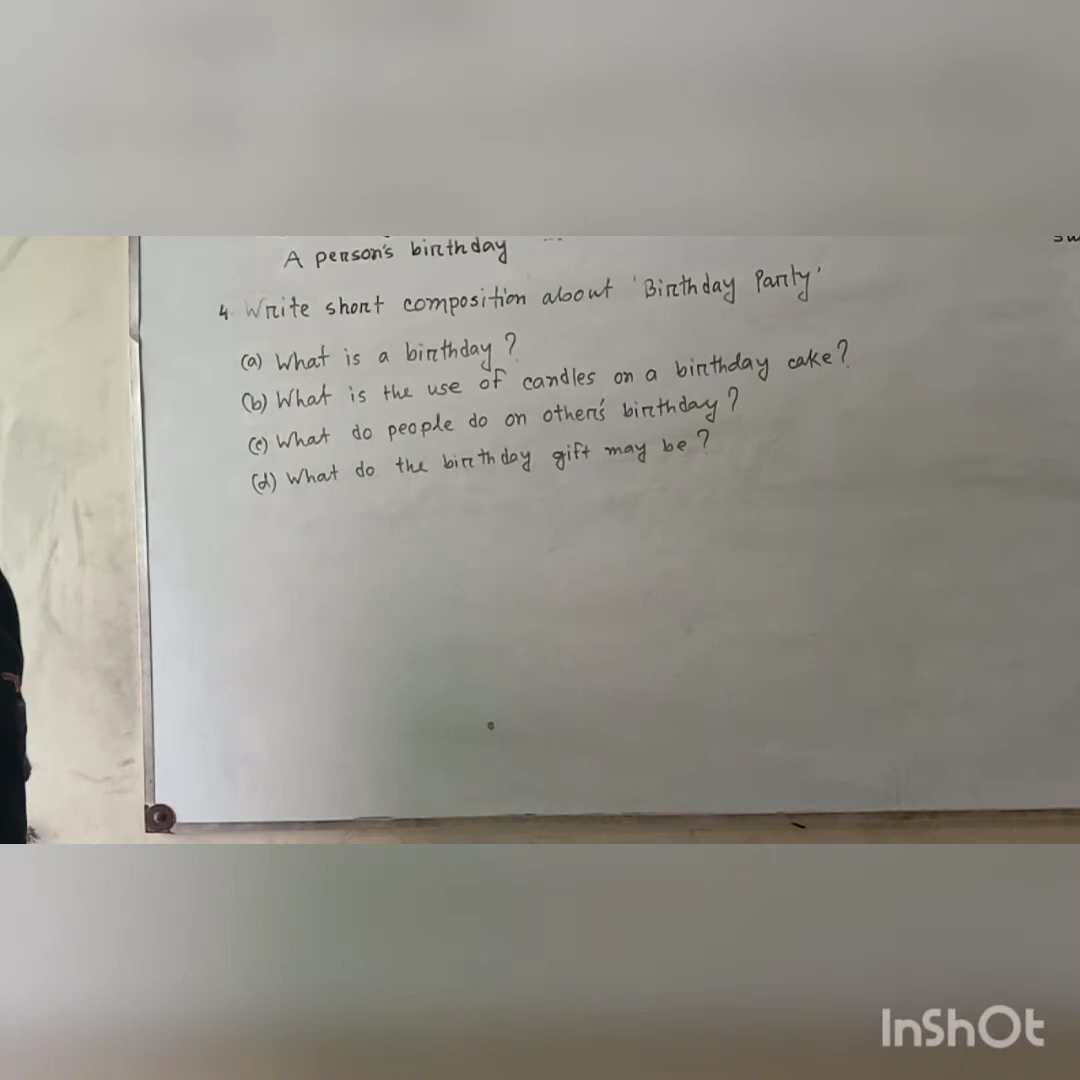 A person's birthday
4. Write short composition about 'Birthday Party'
(a) What is a birthday?
(b) What is the use of candles on a birthday cake?
(c) What do people do on other's birthday?
(d) What do the birthday gift may be?
InShOt